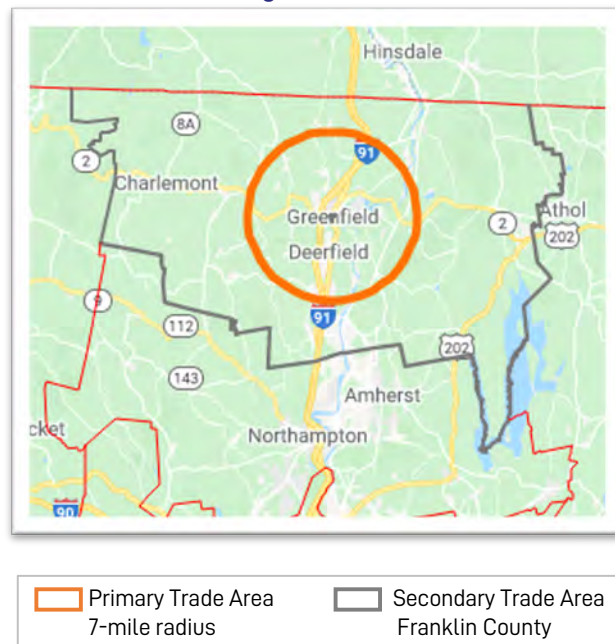 Hinsdale
8A
91
2
Charlemont
Greenfield
2
Athol
202
Deerfield
9
91
112
202
143
Amherst
cket
Northampton
90
Primary Trade Area
7-mile radius
Secondary Trade Area
Franklin County